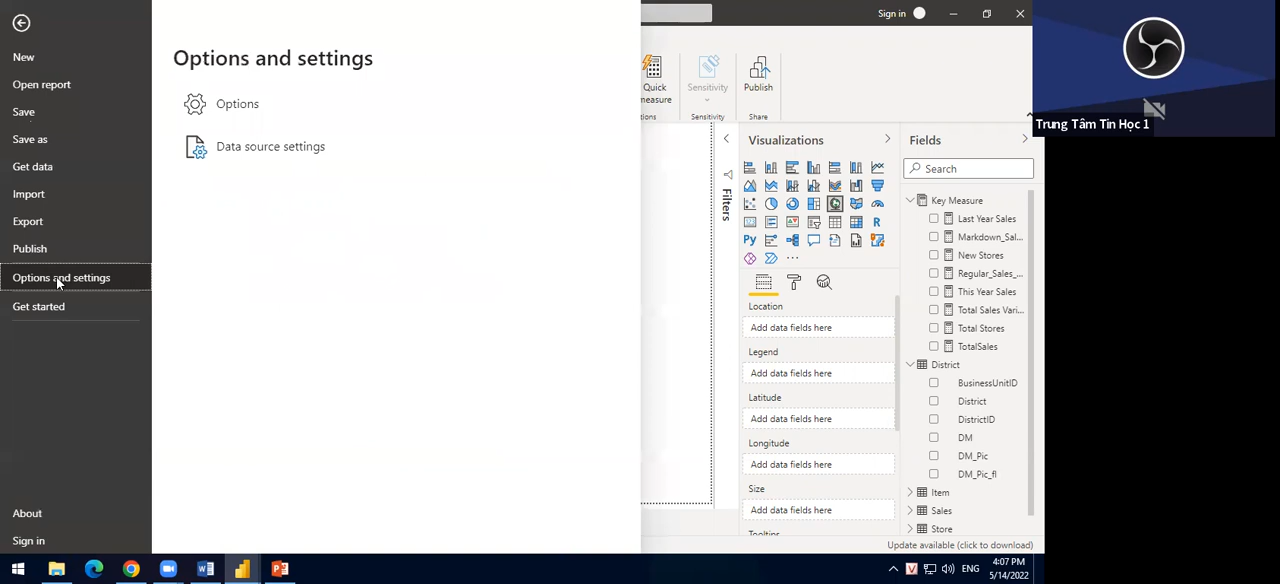 New
Open report
Save
Save as
Get data
Import
Export
Publish
Options and settings
Get started
About
Sign in
Options and settings
Options
Data source settings
Sign in
Quick
measure
Sensitivity
Publish
Sensitivity
Share
Filters
Visualizations
Py
R
...
Location
Add data fields here
Legend
Add data fields here
Latitude
Add data fields here
Longitude
Add data fields here
Size
Add data fields here
Tooltips
Fields
Search
Key Measure
Last Year Sales
Markdown_Sal...
New Stores
Regular_Sales_...
This Year Sales
Total Sales Vari...
Total Stores
TotalSales
District
BusinessUnitID
District
DistrictID
DM
DM_Pic
DM_Pic_fl
Item
Sales
Store
Update available (click to download)
Trung Tâm Tin Học 1
ENG
4:07 PM
5/14/2022